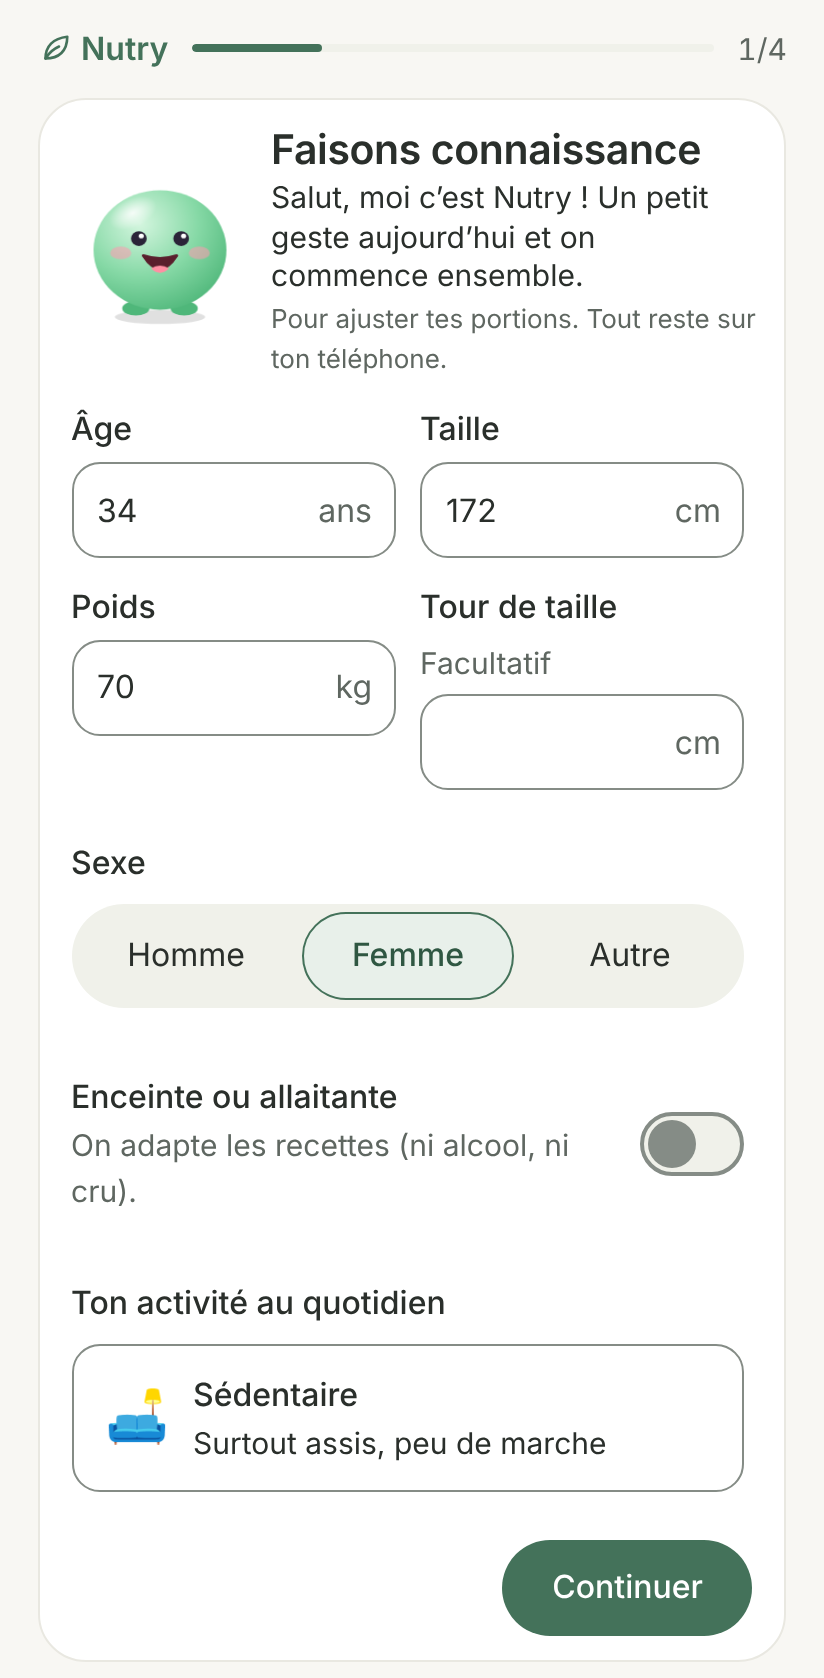 Nutry
1/4
Faisons connaissance
Salut, moi c’est Nutry ! Un petit
geste aujourd’hui et on
commence ensemble.
Pour ajuster tes portions. Tout reste sur
ton téléphone.
Âge
Taille
34 ans
172 cm
Poids
Tour de taille
Facultatif
70 kg
cm
Sexe
Homme Femme Autre
Enceinte ou allaitante
On adapte les recettes (ni alcool, ni
cru).
Ton activité au quotidien
Sédentaire
Surtout assis, peu de marche
Continuer